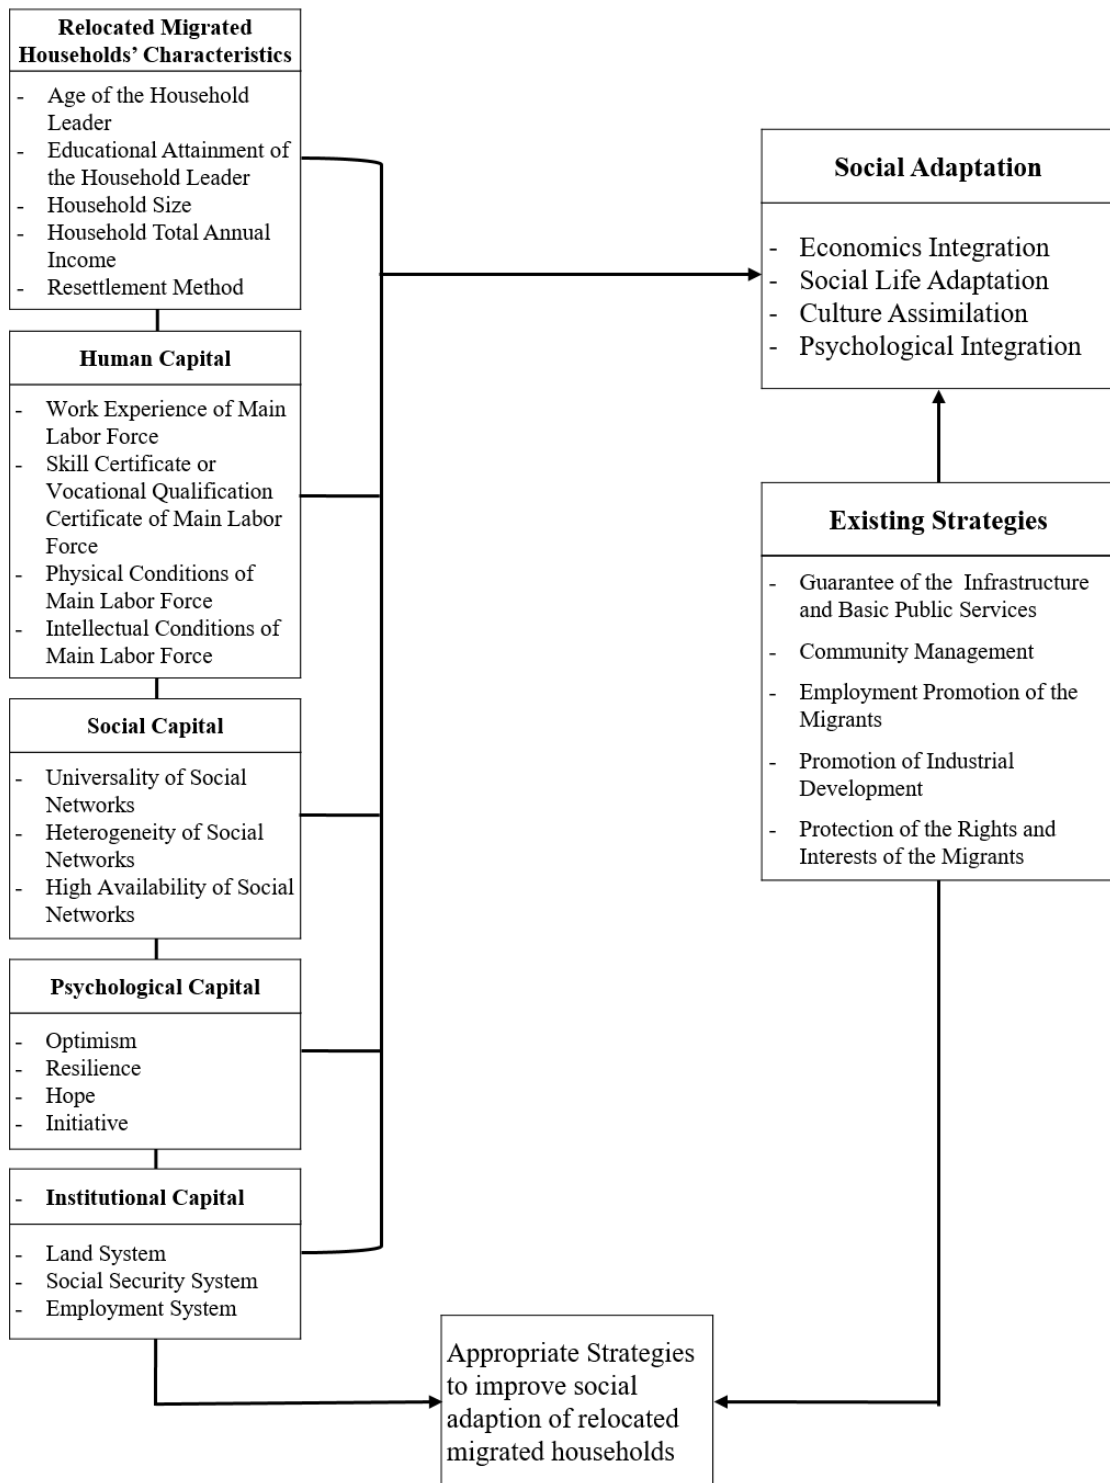 Relocated Migrated
Households' Characteristics
- Age of the Household
Leader
- Educational Attainment of
the Household Leader
- Household Size
- Household Total Annual
Income
- Resettlement Method
Human Capital
- Work Experience of Main
Labor Force
- Skill Certificate or
Vocational Qualification
Certificate of Main Labor
Force
- Physical Conditions of
Main Labor Force
- Intellectual Conditions of
Main Labor Force
Social Capital
- Universality of Social
Networks
- Heterogeneity of Social
Networks
- High Availability of Social
Networks
Psychological Capital
- Optimism
- Resilience
- Hope
- Initiative
- Institutional Capital
- Land System
- Social Security System
- Employment System
Social Adaptation
- Economics Integration
- Social Life Adaptation
- Culture Assimilation
- Psychological Integration
Existing Strategies
- Guarantee of the Infrastructure
and Basic Public Services
- Community Management
- Employment Promotion of the
Migrants
- Promotion of Industrial
Development
- Protection of the Rights and
Interests of the Migrants
Appropriate Strategies
to improve social
adaption of relocated
migrated households